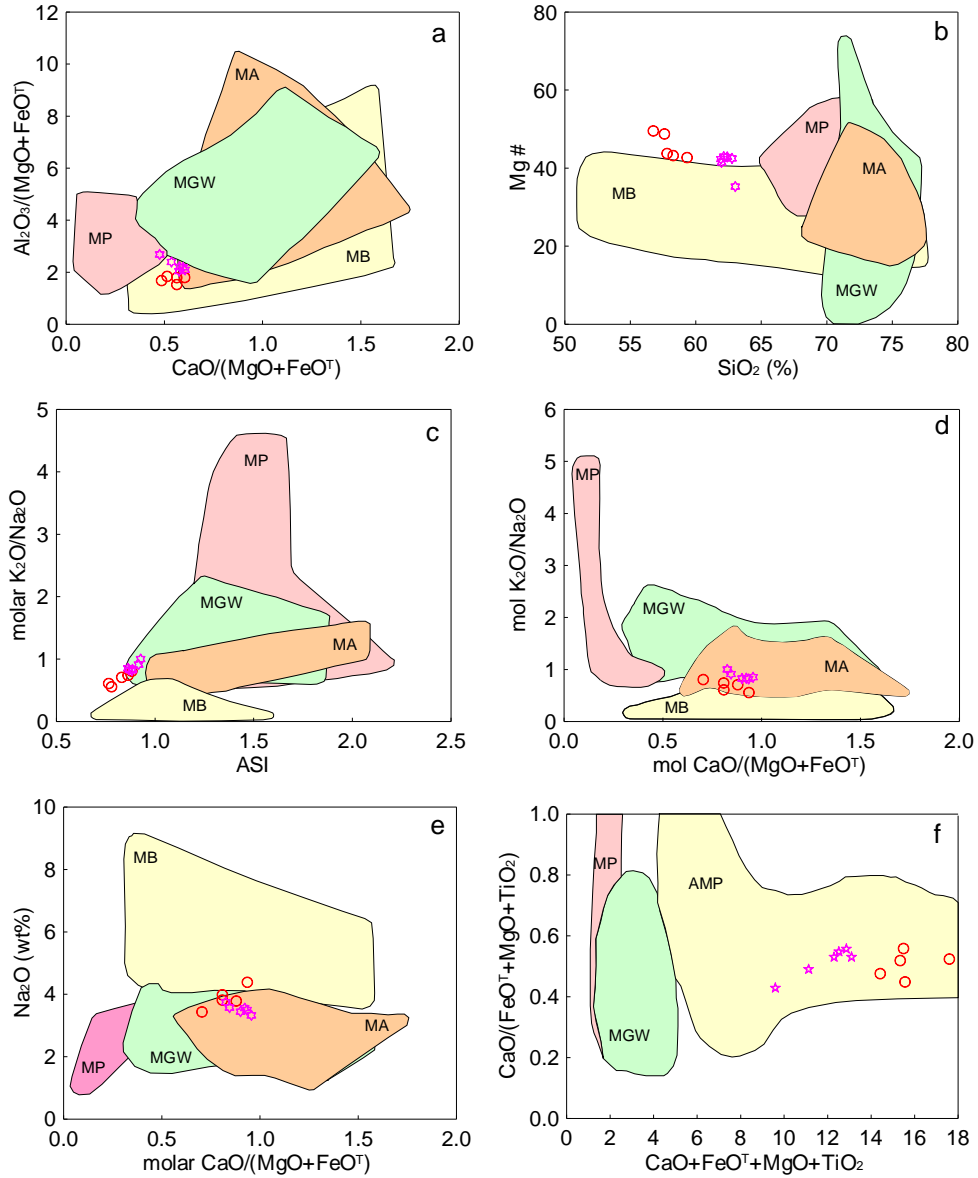 a
12
10
8
6
4
2
0
Al₂O₃/(MgO+FeOᵀ)
MA
MGW
MP
MB
0.0 0.5 1.0 1.5 2.0
CaO/(MgO+FeOᵀ)
b
80
60
40
20
0
Mg#
MP
MA
MB
MGW
50 55 60 65 70 75 80
SiO₂ (%)
c
5
4
3
2
1
0
molar K₂O/Na₂O
MP
MGW
MA
MB
0.5 1.0 1.5 2.0 2.5
ASI
d
6
5
4
3
2
1
0
mol K₂O/Na₂O
MP
MGW
MA
MB
0.0 0.5 1.0 1.5 2.0
mol CaO/(MgO+FeOᵀ)
e
10
8
6
4
2
0
Na₂O (wt%)
MB
MA
MGW
MP
0.0 0.5 1.0 1.5 2.0
molar CaO/(MgO+FeOᵀ)
f
1.0
0.8
0.6
0.4
0.2
0.0
CaO/(FeOᵀ+MgO+TiO₂)
MP
AMP
MGW
0 2 4 6 8 10 12 14 16 18
CaO+FeOᵀ+MgO+TiO₂